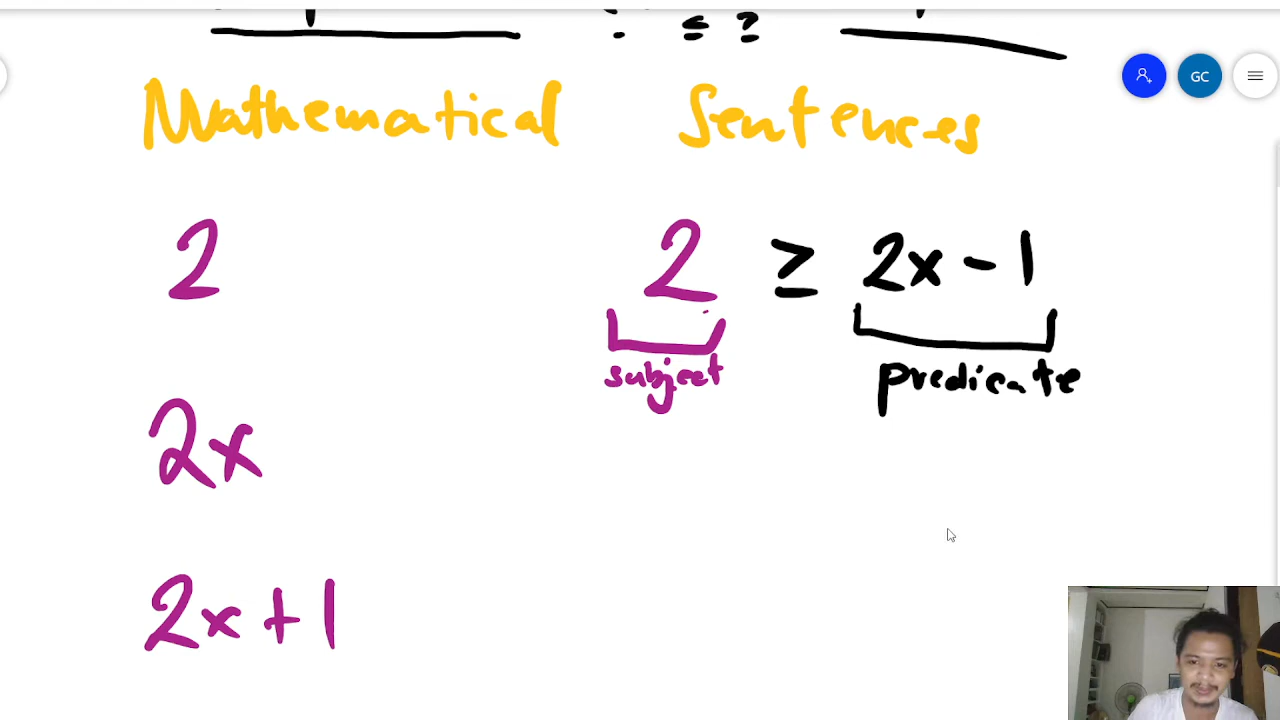 ≤ ≥
Mathematical Sentences
GC
2
2 ≥ 2x - 1
subject
predicate
2x
2x + 1